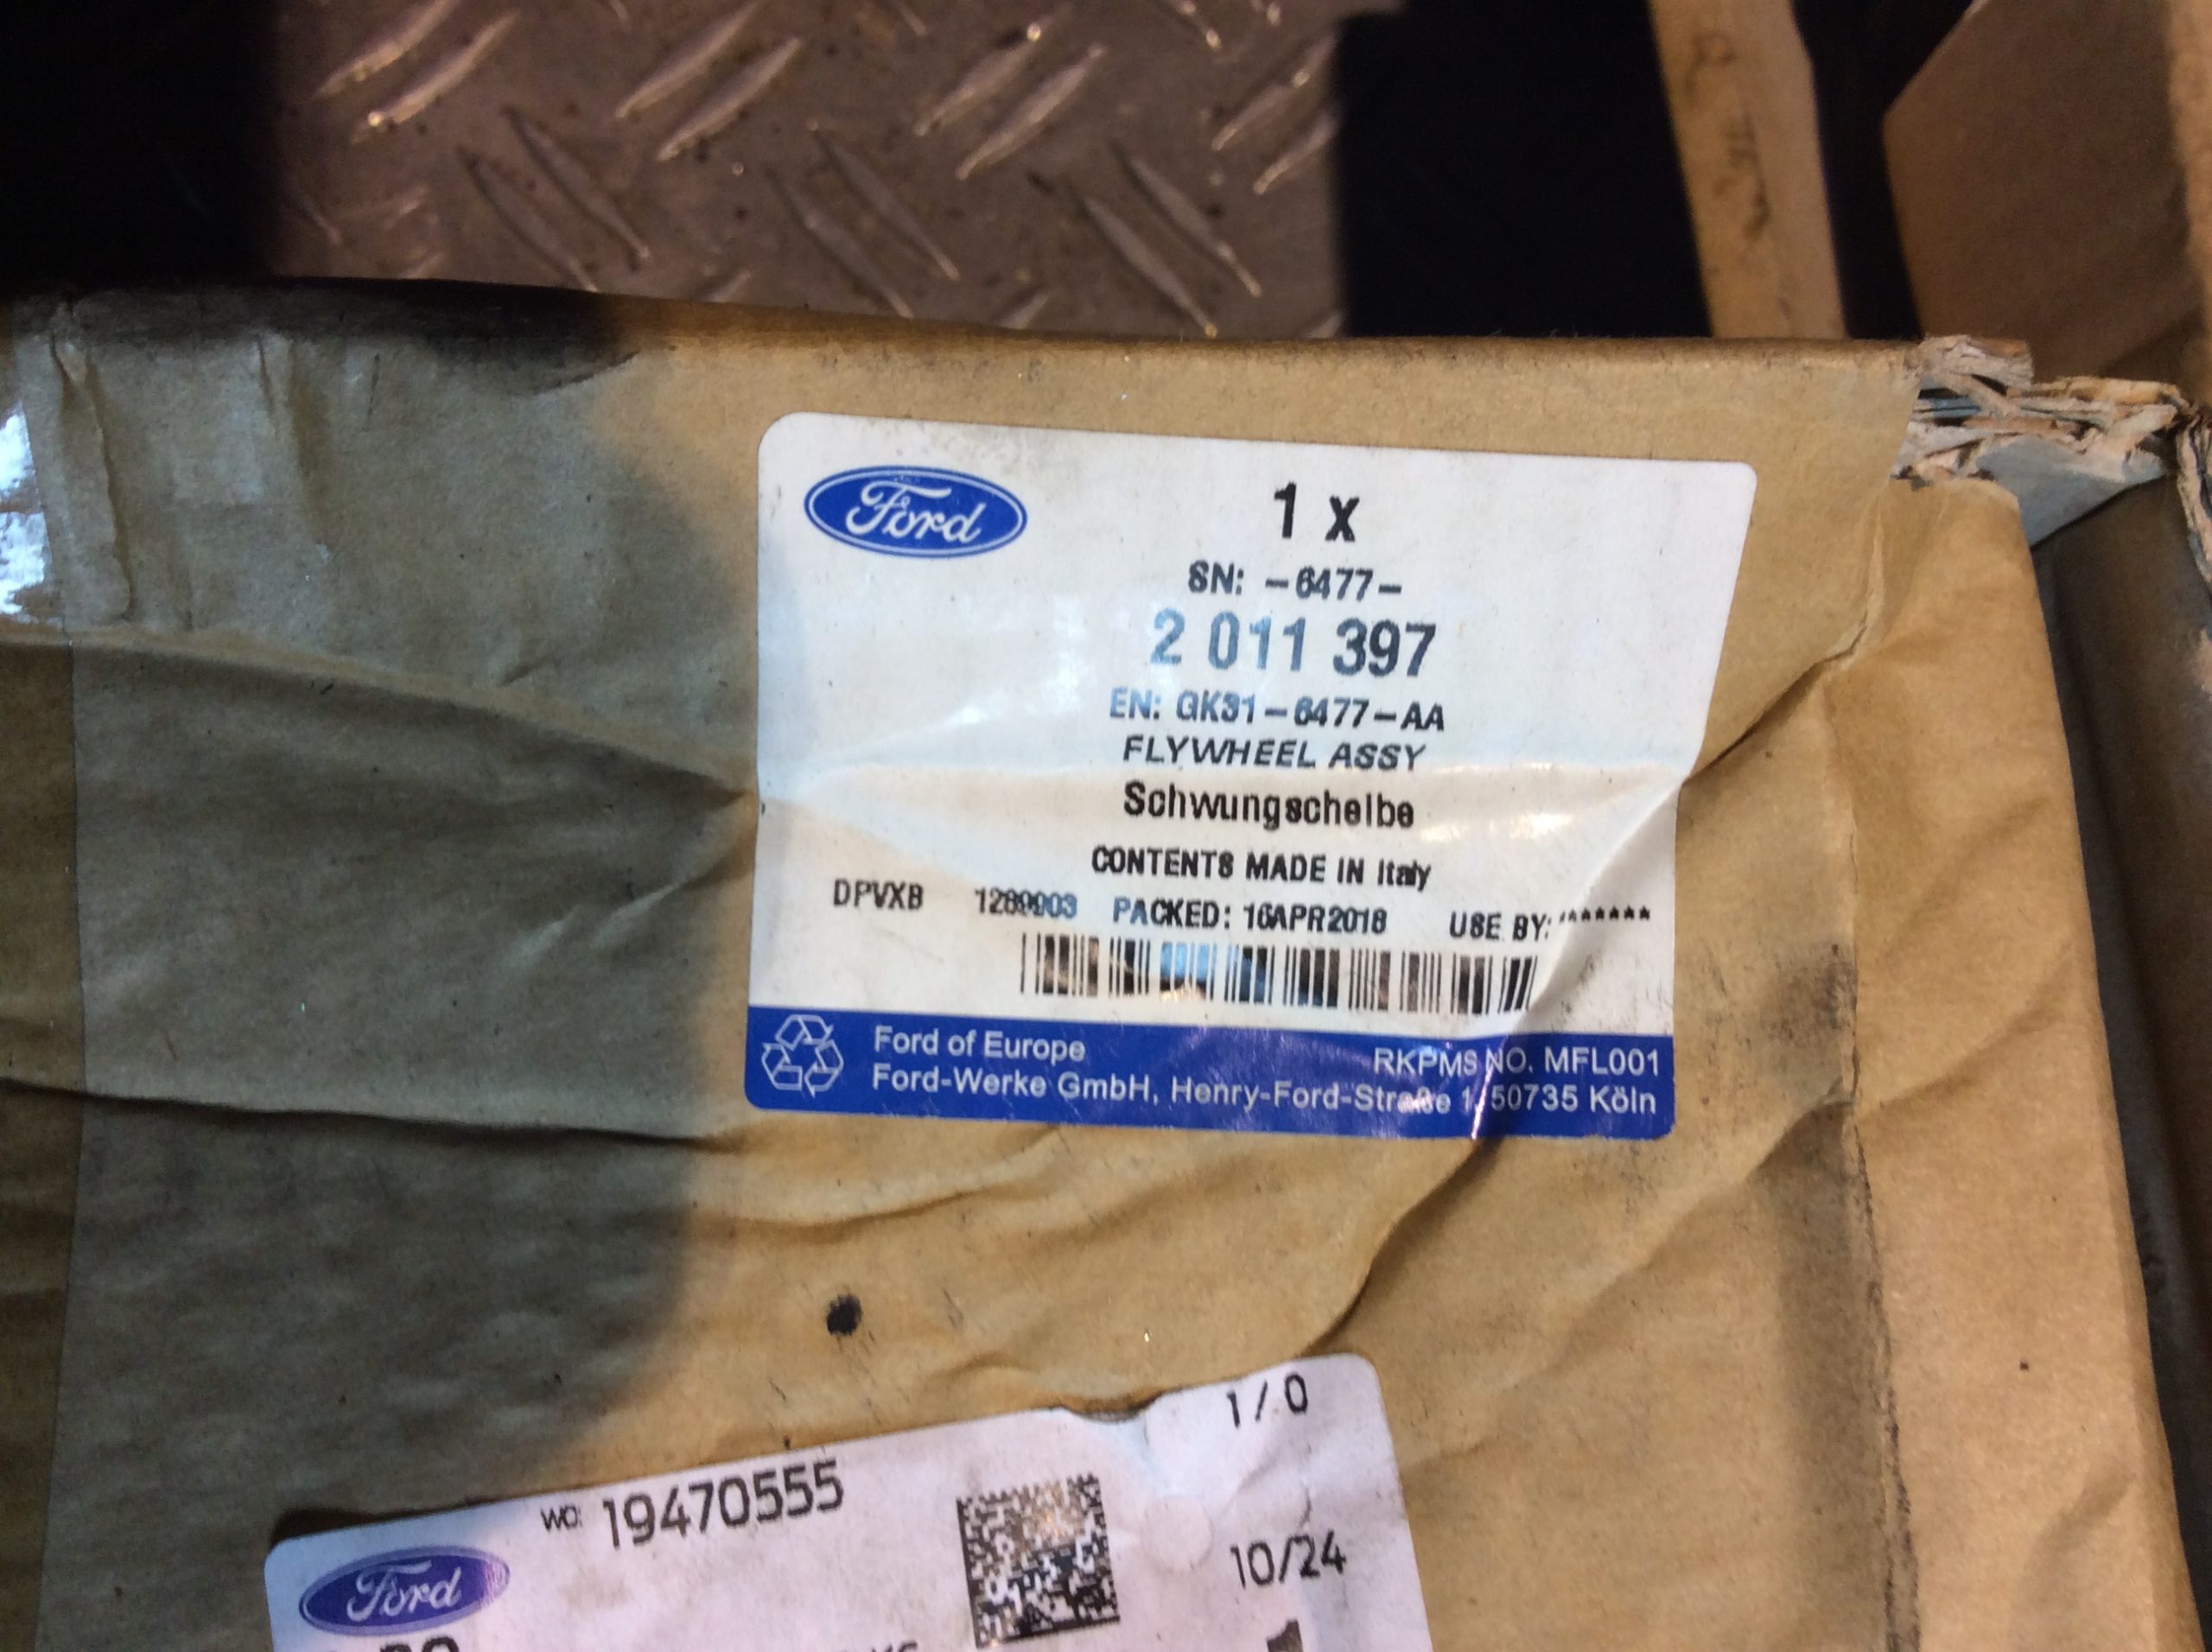 Ford
1 x
SN: -6477-
2 011 397
EN: GK31-6477-AA
FLYWHEEL ASSY
Schwungscheibe
CONTENTS MADE IN Italy
DPVXB PACKED: 16APR2018 USE BY: *******
Ford of Europe
RKPMS NO. MFL001
Ford-Werke GmbH, Henry-Ford-Straße 1, 50735 Köln
1 / 0
WO: 19470555
10/24
Ford